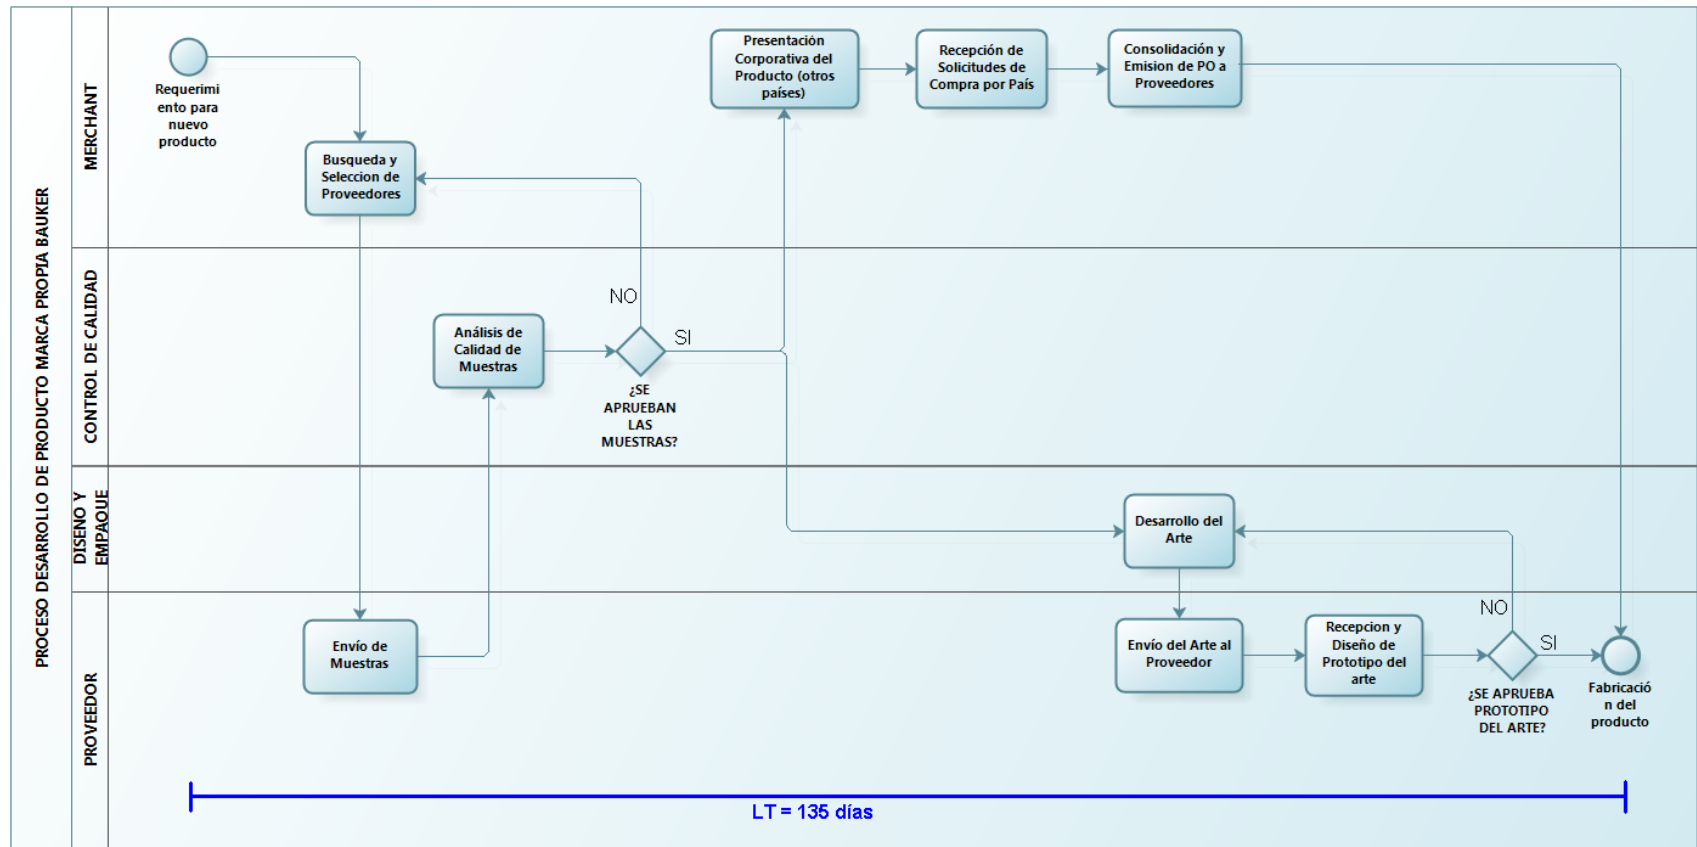 PROCESO DESARROLLO DE PRODUCTO MARCA PROPIA BAUKER
MERCHANT
Requerimi
ento para
nuevo
producto
Busqueda y
Seleccion de
Proveedores
Presentación
Corporativa del
Producto (otros
países)
Recepción de
Solicitudes de
Compra por País
Consolidación y
Emision de PO a
Proveedores
CONTROL DE CALIDAD
Análisis de
Calidad de
Muestras
NO
SI
¿SE
APRUEBAN
LAS
MUESTRAS?
DISENO Y
EMPAQUE
Desarrollo del
Arte
PROVEEDOR
Envío de
Muestras
Envío del Arte al
Proveedor
Recepcion y
Diseño de
Prototipo del
arte
NO
SI
¿SE APRUEBA
PROTOTIPO
DEL ARTE?
Fabricació
n del
producto
LT = 135 días